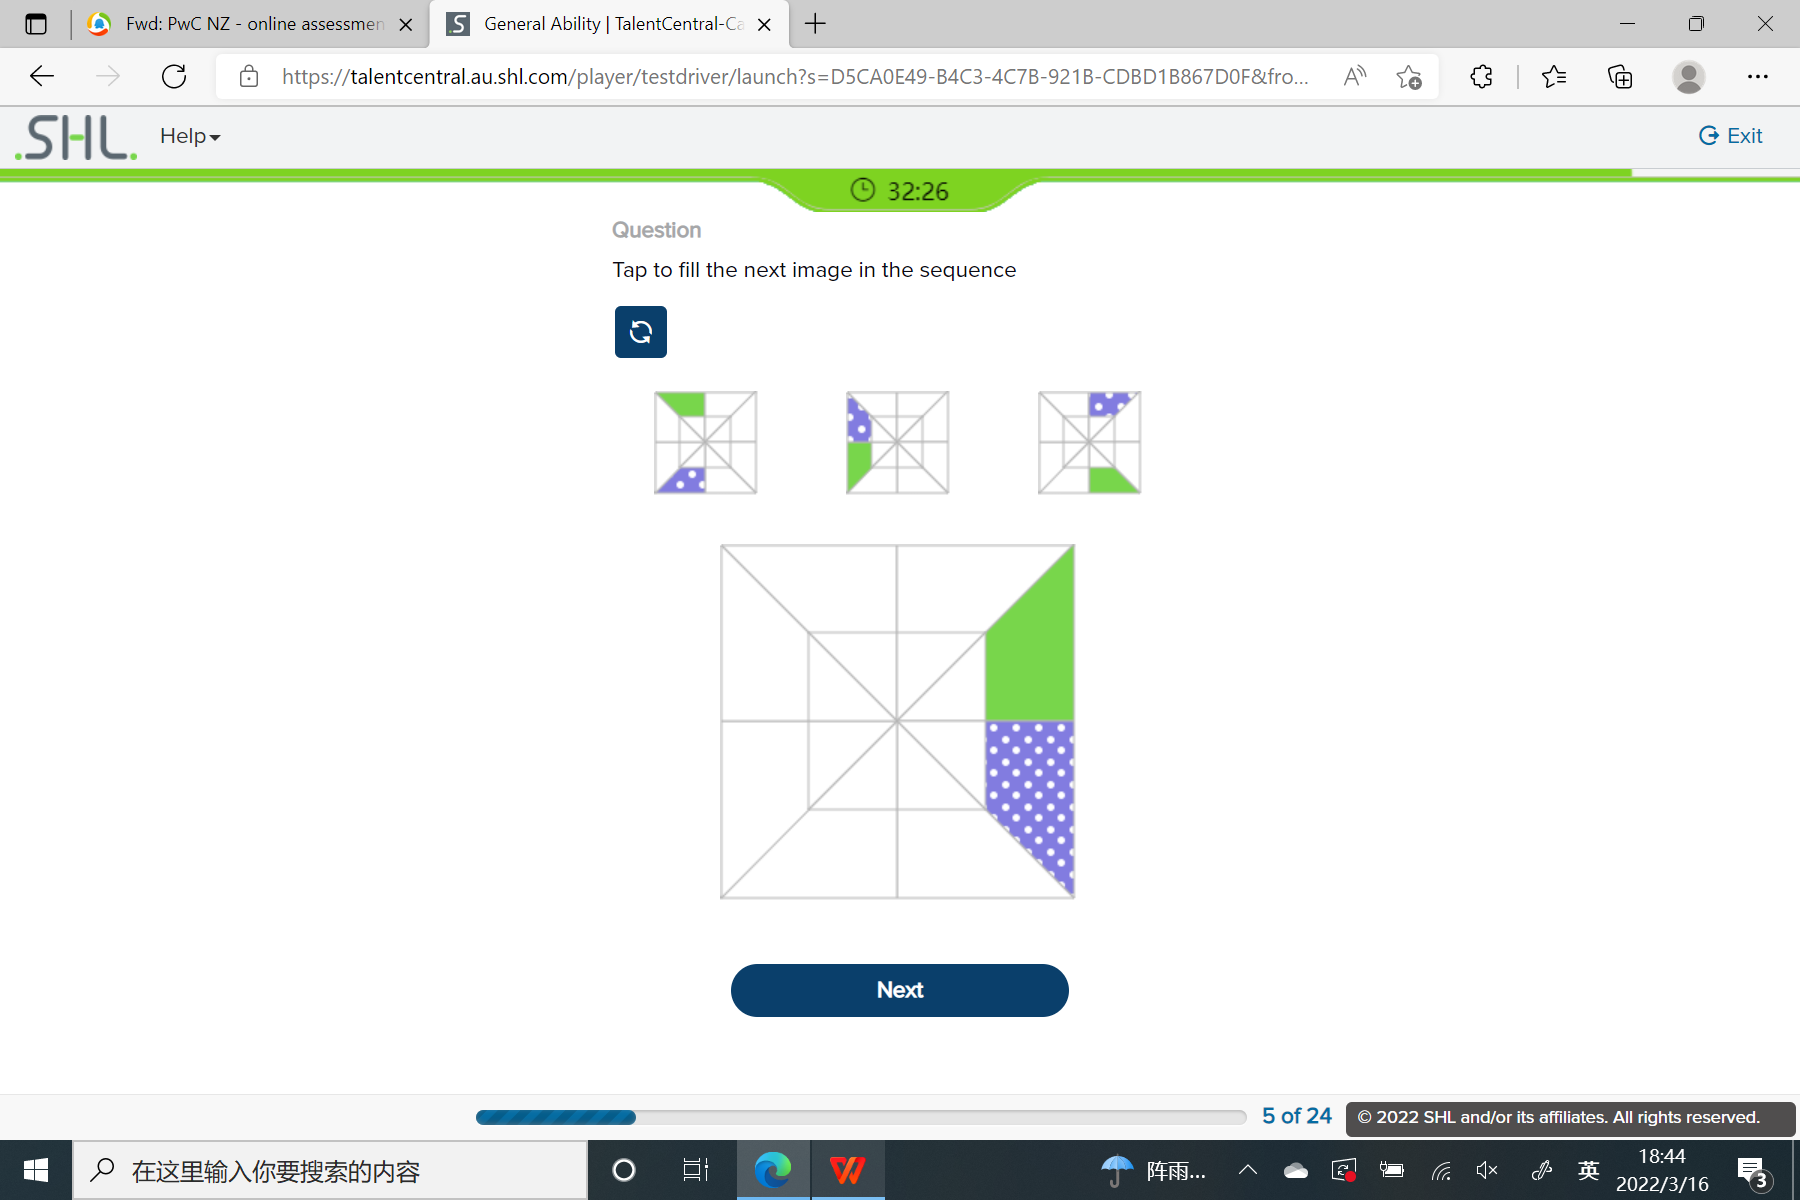 Fwd: PwC NZ - online assessmen
General Ability | TalentCentral-Ca
https://talentcentral.au.shl.com/player/testdriver/launch?s=D5CA0E49-B4C3-4C7B-921B-CDBD1B867D0F&fro...
.SHL.
Help
Exit
32:26
Question
Tap to fill the next image in the sequence
Next
5 of 24
© 2022 SHL and/or its affiliates. All rights reserved.
在这里输入你要搜索的内容
阵雨...
英
18:44
2022/3/16
3